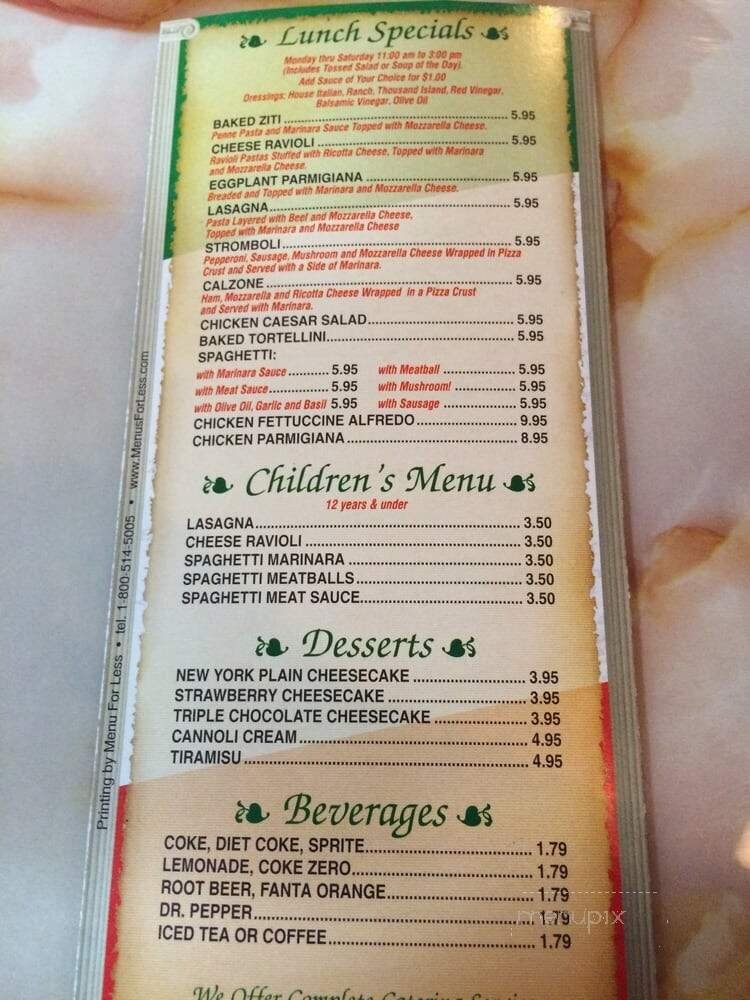 Lunch Specials
Monday thru Saturday 11:00 am to 3:00 pm
(Includes Tossed Salad or Soup of the Day)
Add Sauce of Your Choice for $1.00
Dressings: House Italian, Ranch, Thousand Island, Red Vinegar,
Balsamic Vinegar, Olive Oil
BAKED ZITI 5.95
Penne Pasta and Marinara Sauce Topped with Mozzarella Cheese.
CHEESE RAVIOLI 5.95
Ravioli Pastas Stuffed with Ricotta Cheese, Topped with Marinara
and Mozzarella Cheese.
EGGPLANT PARMIGIANA 5.95
Breaded and Topped with Marinara and Mozzarella Cheese.
LASAGNA 5.95
Pasta Layered with Beef and Mozzarella Cheese,
Topped with Marinara and Mozzarella Cheese
STROMBOLI 5.95
Pepperoni, Sausage, Mushroom and Mozzarella Cheese Wrapped in Pizza
Crust and Served with a Side of Marinara.
CALZONE 5.95
Ham, Mozzarella and Ricotta Cheese Wrapped in a Pizza Crust
and Served with Marinara.
CHICKEN CAESAR SALAD 5.95
BAKED TORTELLINI 5.95
SPAGHETTI:
with Marinara Sauce 5.95 with Meatball 5.95
with Meat Sauce 5.95 with Mushroom! 5.95
with Olive Oil, Garlic and Basil 5.95 with Sausage 5.95
CHICKEN FETTUCCINE ALFREDO 9.95
CHICKEN PARMIGIANA 8.95
Children's Menu
12 years & under
LASAGNA 3.50
CHEESE RAVIOLI 3.50
SPAGHETTI MARINARA 3.50
SPAGHETTI MEATBALLS 3.50
SPAGHETTI MEAT SAUCE 3.50
Desserts
NEW YORK PLAIN CHEESECAKE 3.95
STRAWBERRY CHEESECAKE 3.95
TRIPLE CHOCOLATE CHEESECAKE 3.95
CANNOLI CREAM 4.95
TIRAMISU 4.95
Beverages
COKE, DIET COKE, SPRITE 1.79
LEMONADE, COKE ZERO 1.79
ROOT BEER, FANTA ORANGE 1.79
DR. PEPPER 1.79
ICED TEA OR COFFEE 1.79
We Offer Complete Catering
Printing by Menu For Less • tel. 1-800-514-5005 • www.MenusForLess.com
menupix